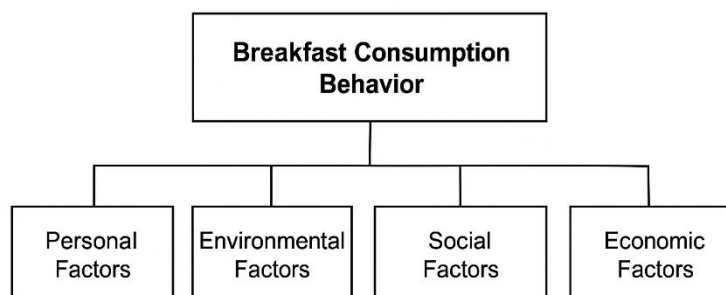 Breakfast Consumption
Behavior
Personal
Factors
Environmental
Factors
Social
Factors
Economic
Factors